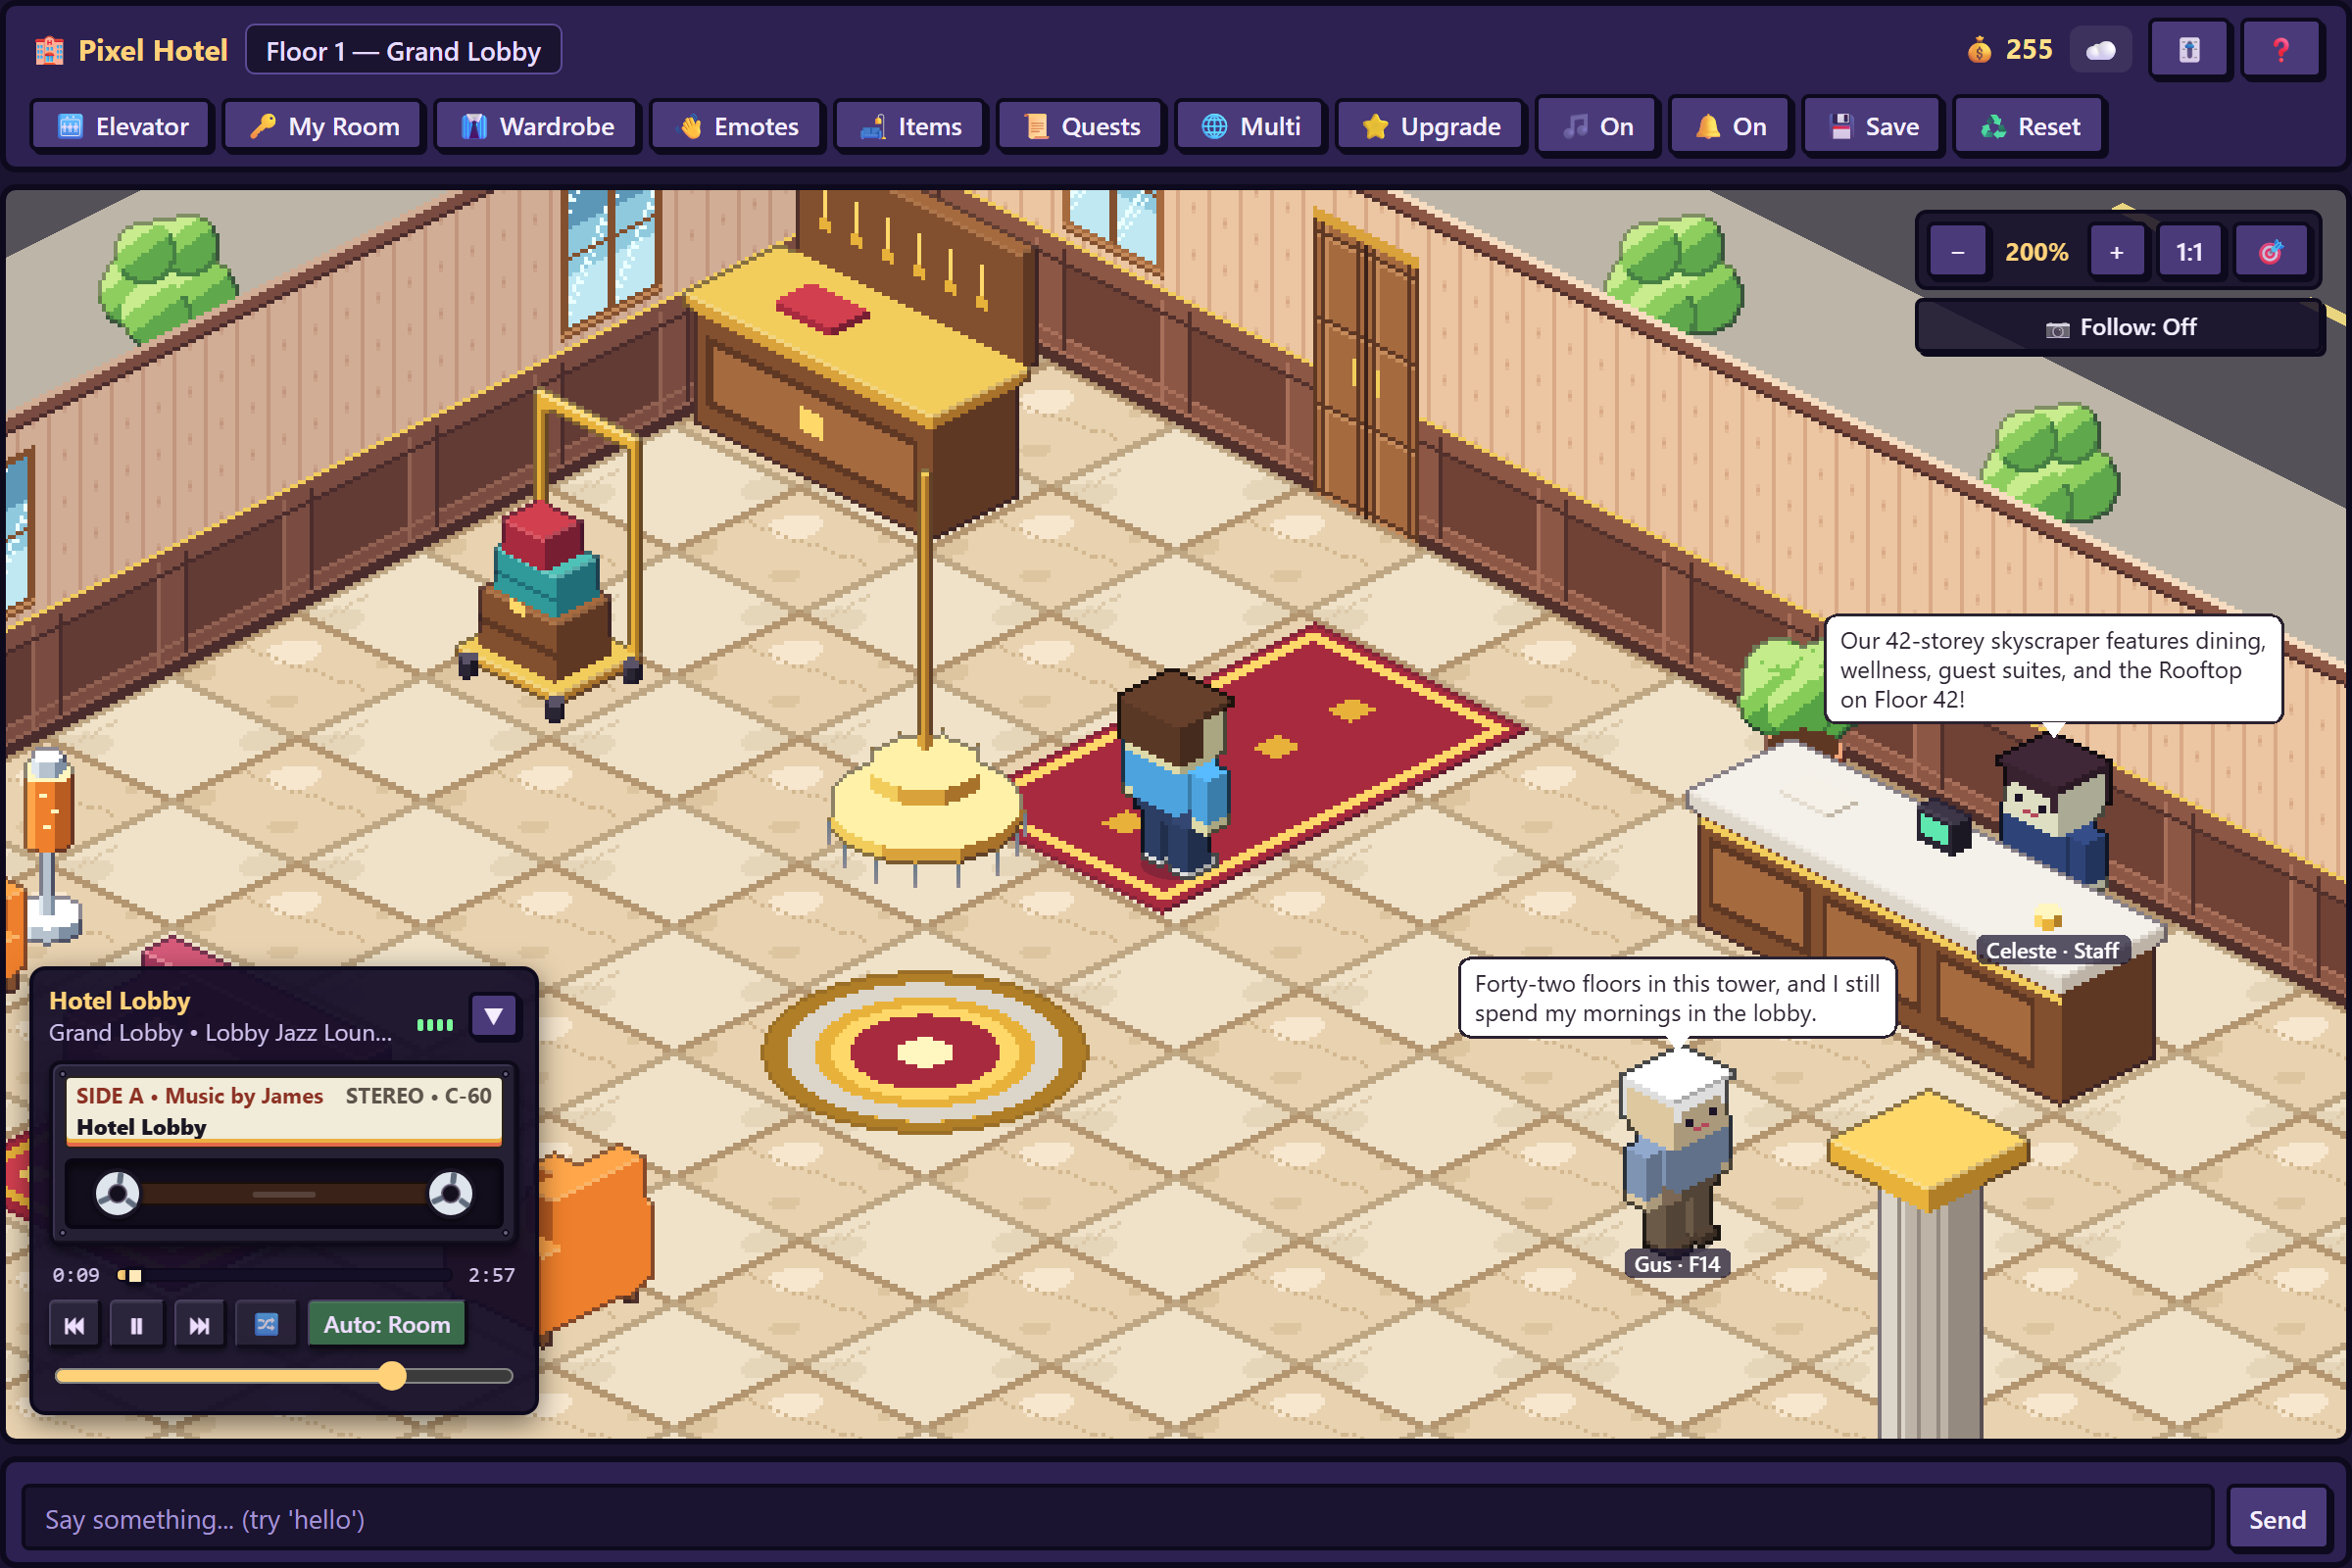 Pixel Hotel
Floor 1 — Grand Lobby
255
Elevator
My Room
Wardrobe
Emotes
Items
Quests
Multi
Upgrade
On
On
Save
Reset
− 200% + 1:1
Follow: Off
Our 42-storey skyscraper features dining,
wellness, guest suites, and the Rooftop
on Floor 42!
Celeste · Staff
Forty-two floors in this tower, and I still
spend my mornings in the lobby.
Gus · F14
Hotel Lobby
Grand Lobby • Lobby Jazz Loun...
SIDE A • Music by James STEREO • C-60
Hotel Lobby
0:09 2:57
Auto: Room
Say something... (try 'hello')
Send